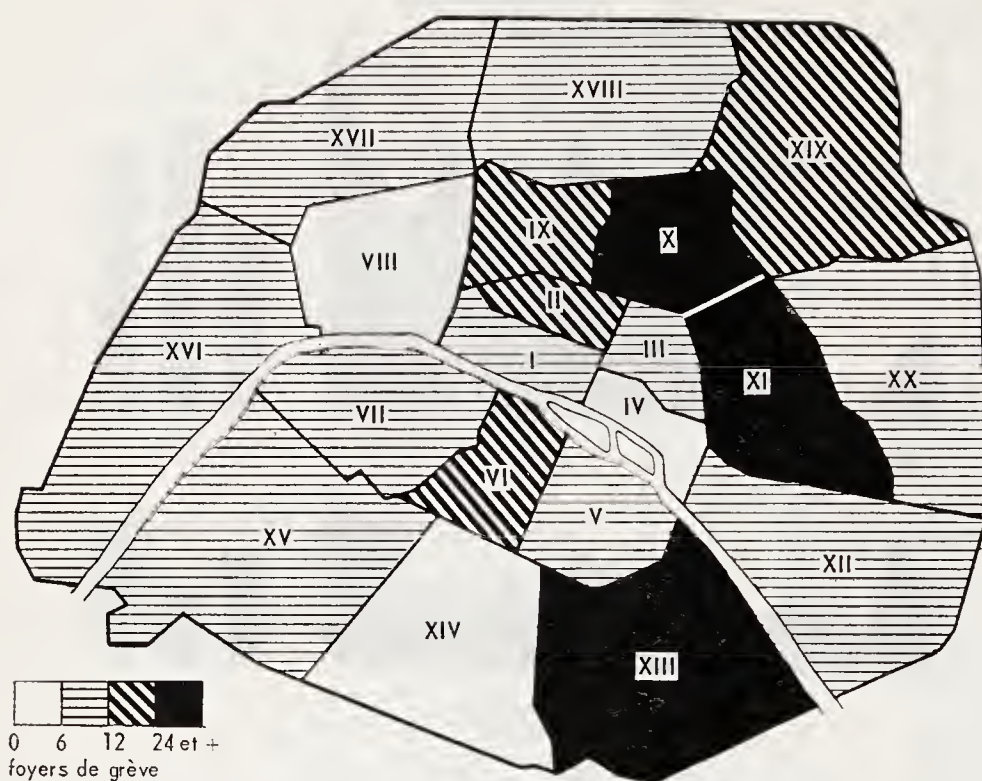 XVIII
XVII
XIX
IX
X
VIII
II
XVI
I
III
XI
XX
VII
IV
VI
V
XV
XII
XIV
XIII
0 6 12 24 et +
foyers de grève